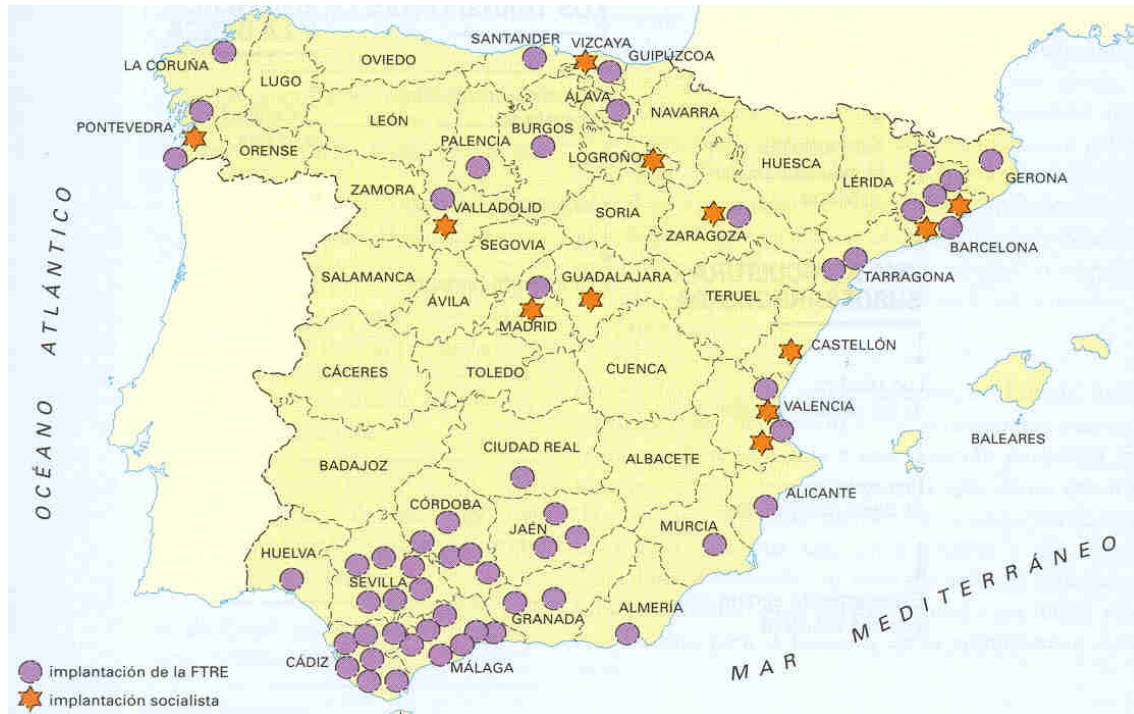 SANTANDER
VIZCAYA
GUIPÚZCOA
LA CORUÑA
OVIEDO
LUGO
ÁLAVA
NAVARRA
LEÓN
BURGOS
PONTEVEDRA
PALENCIA
ORENSE
LOGROÑO
HUESCA
LÉRIDA
GERONA
ZAMORA
VALLADOLID
SORIA
ZARAGOZA
BARCELONA
SEGOVIA
TARRAGONA
SALAMANCA
GUADALAJARA
ÁVILA
TERUEL
MADRID
CASTELLÓN
CÁCERES
TOLEDO
CUENCA
VALENCIA
BALEARES
CIUDAD REAL
BADAJOZ
ALBACETE
ALICANTE
CÓRDOBA
JAÉN
MURCIA
HUELVA
SEVILLA
GRANADA
ALMERÍA
CÁDIZ
MÁLAGA
OCÉANO ATLÁNTICO
MAR MEDITERRÁNEO
implantación de la FTRE
implantación socialista